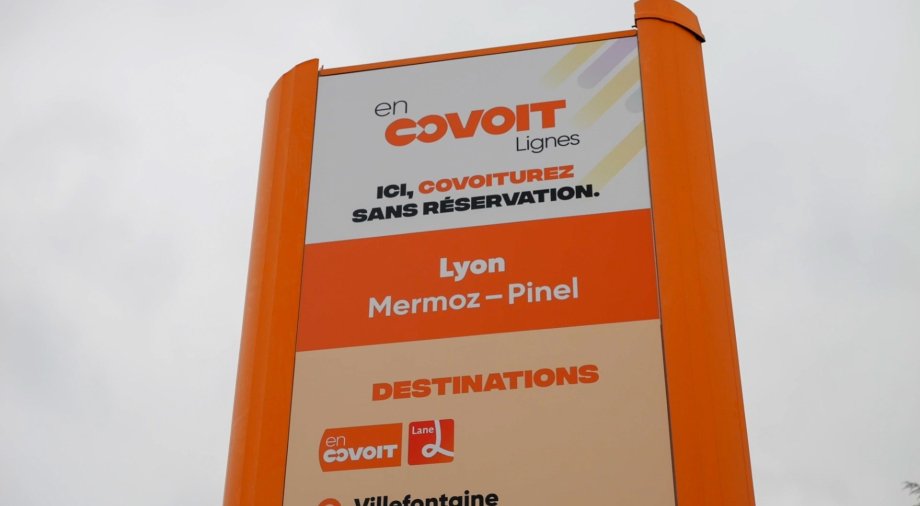 en
COVOIT
Lignes
ICI, COVOITUREZ
SANS RÉSERVATION.
Lyon
Mermoz – Pinel
DESTINATIONS
en
COVOIT
Lane
Villefontaine